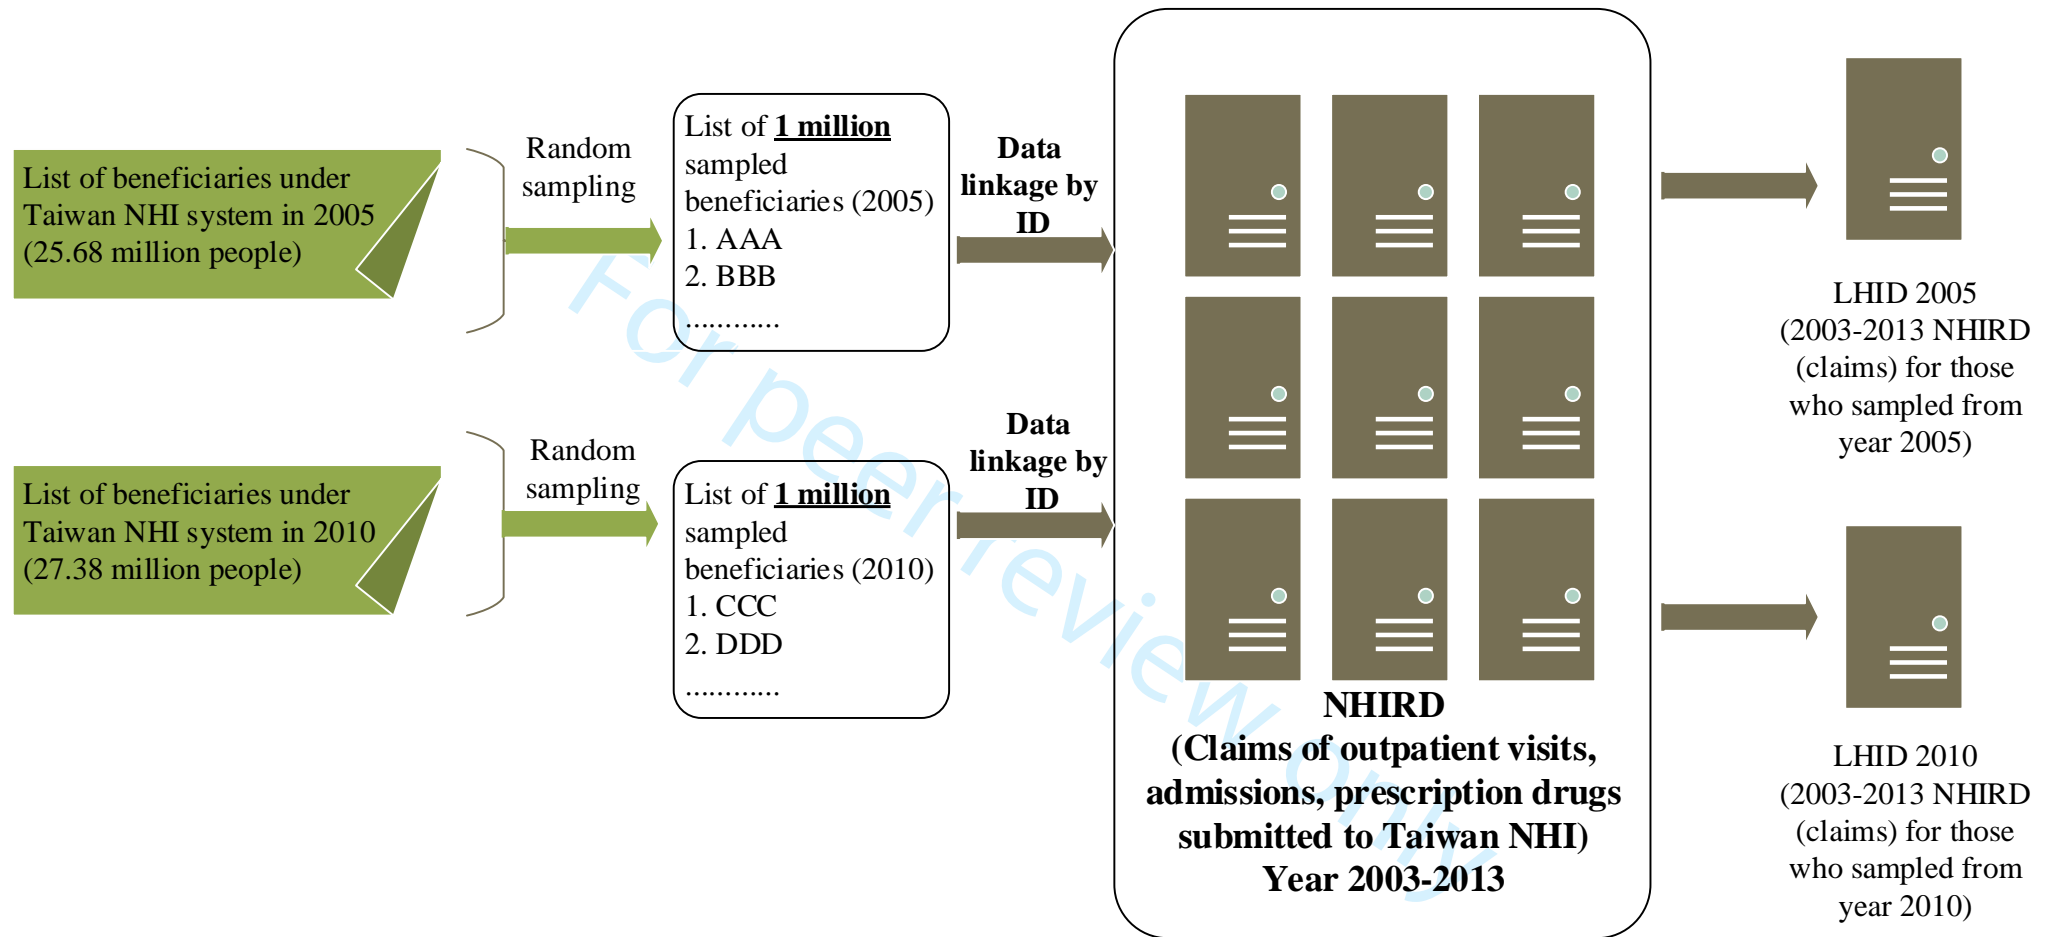 List of beneficiaries under
Taiwan NHI system in 2005
(25.68 million people)
Random
sampling
List of 1 million
sampled
beneficiaries (2005)
1. AAA
2. BBB
............
Data
linkage by
ID
List of beneficiaries under
Taiwan NHI system in 2010
(27.38 million people)
Random
sampling
List of 1 million
sampled
beneficiaries (2010)
1. CCC
2. DDD
............
Data
linkage by
ID
NHIRD
(Claims of outpatient visits,
admissions, prescription drugs
submitted to Taiwan NHI)
Year 2003-2013
LHID 2005
(2003-2013 NHIRD
(claims) for those
who sampled from
year 2005)
LHID 2010
(2003-2013 NHIRD
(claims) for those
who sampled from
year 2010)
For peer review only